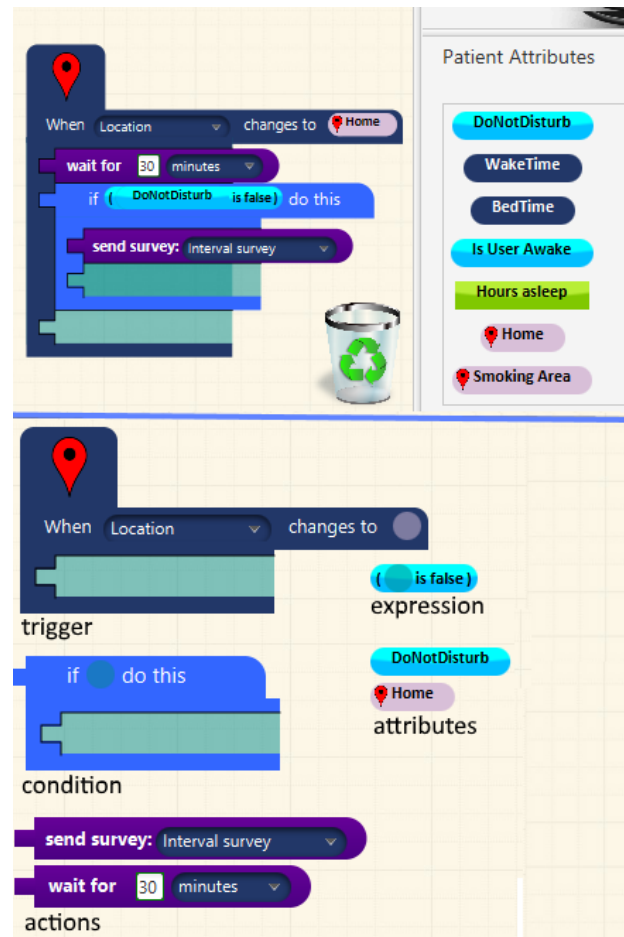 Patient Attributes
When Location changes to Home
wait for 30 minutes
if ( DoNotDisturb is false) do this
send survey: Interval survey
DoNotDisturb
WakeTime
BedTime
Is User Awake
Hours asleep
Home
Smoking Area
When Location changes to
trigger
( is false )
expression
if do this
condition
DoNotDisturb
Home
attributes
send survey: Interval survey
wait for 30 minutes
actions